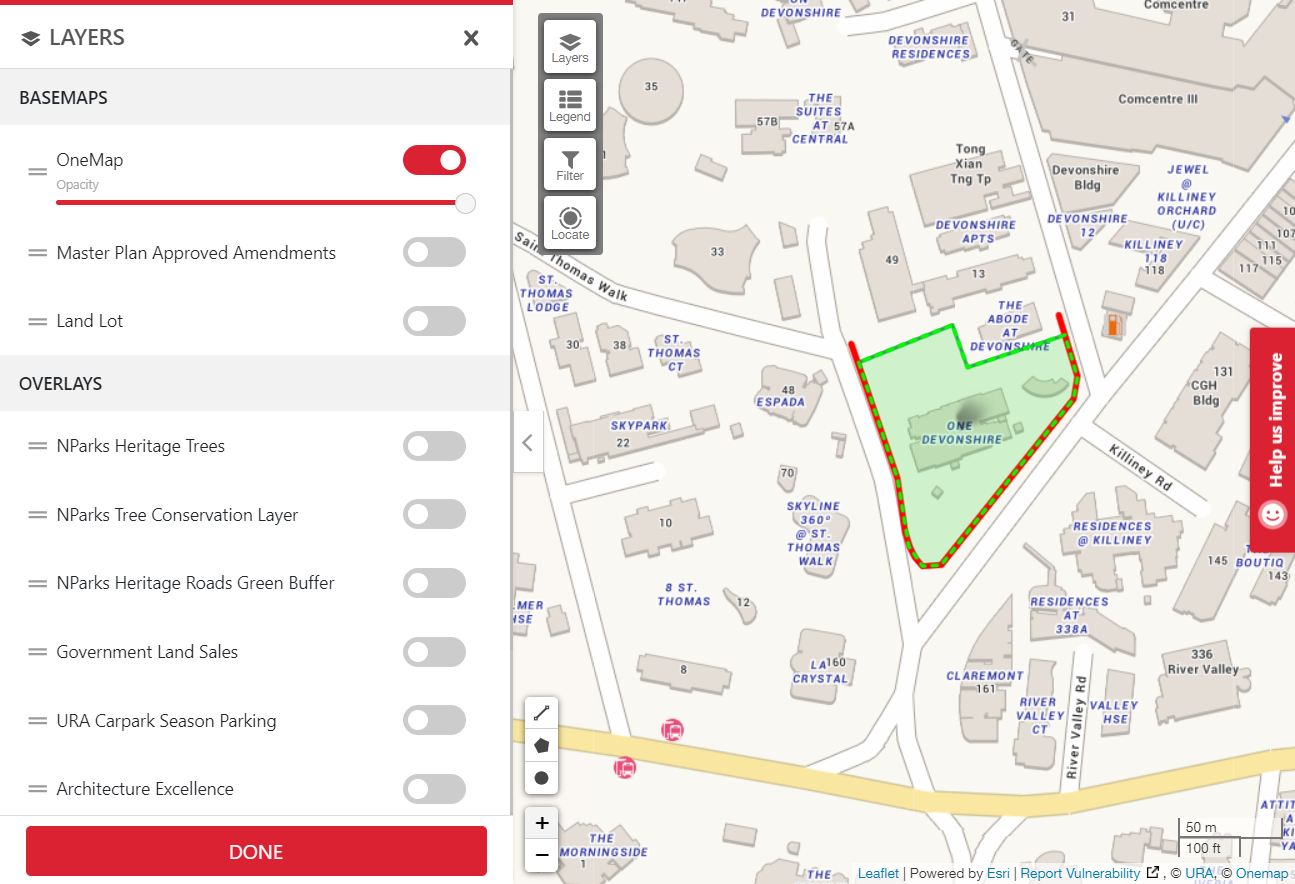 LAYERS
BASEMAPS
OneMap
Opacity
Master Plan Approved Amendments
Land Lot
OVERLAYS
NParks Heritage Trees
NParks Tree Conservation Layer
NParks Heritage Roads Green Buffer
Government Land Sales
URA Carpark Season Parking
Architecture Excellence
DONE
Layers
Legend
Filter
Locate
DEVONSHIRE
DEVONSHIRE
RESIDENCES
31
Comcentre
GATE
Comcentre III
35
57B
THE
SUITES
AT 57A
CENTRAL
Tong
Xian
Tng Tp
Devonshire
Bldg
JEWEL
@
KILLINEY
ORCHARD
(U/C)
DEVONSHIRE
12
KILLINEY
118
118
107
111
115
117
DEVONSHIRE
APTS
33
49
13
Saint Thomas Walk
ST.
THOMAS
LODGE
THE
ABODE
AT
DEVONSHIRE
30
38
ST.
THOMAS
CT
48
ESPADA
131
CGH
Bldg
SKYPARK
22
ONE
DEVONSHIRE
Killiney Rd
70
10
SKYLINE
360°
@ ST.
THOMAS
WALK
RESIDENCES
@ KILLINEY
145
BOUTIQ
143
8 ST.
THOMAS
12
MER
HSE
RESIDENCES
AT
338A
8
LA 160
CRYSTAL
CLAREMONT
161
336
River Valley
RIVER
VALLEY
CT
River Valley Rd
VALLEY
HSE
THE
MORNINGSIDE
1
THE
ATTIT
A
KI
YA
+
−
50 m
100 ft
Leaflet | Powered by Esri | Report Vulnerability , © URA, © Onemap
Help us improve